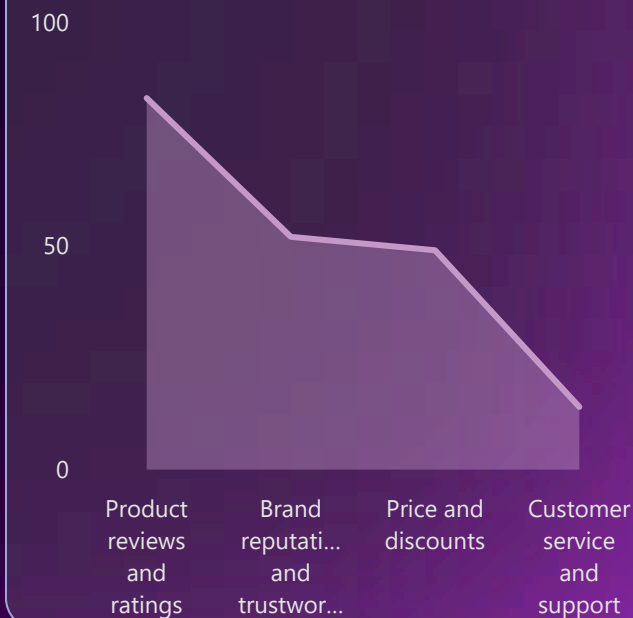 100
50
0
Product
reviews
and
ratings
Brand
reputati...
and
trustwor...
Price and
discounts
Customer
service
and
support